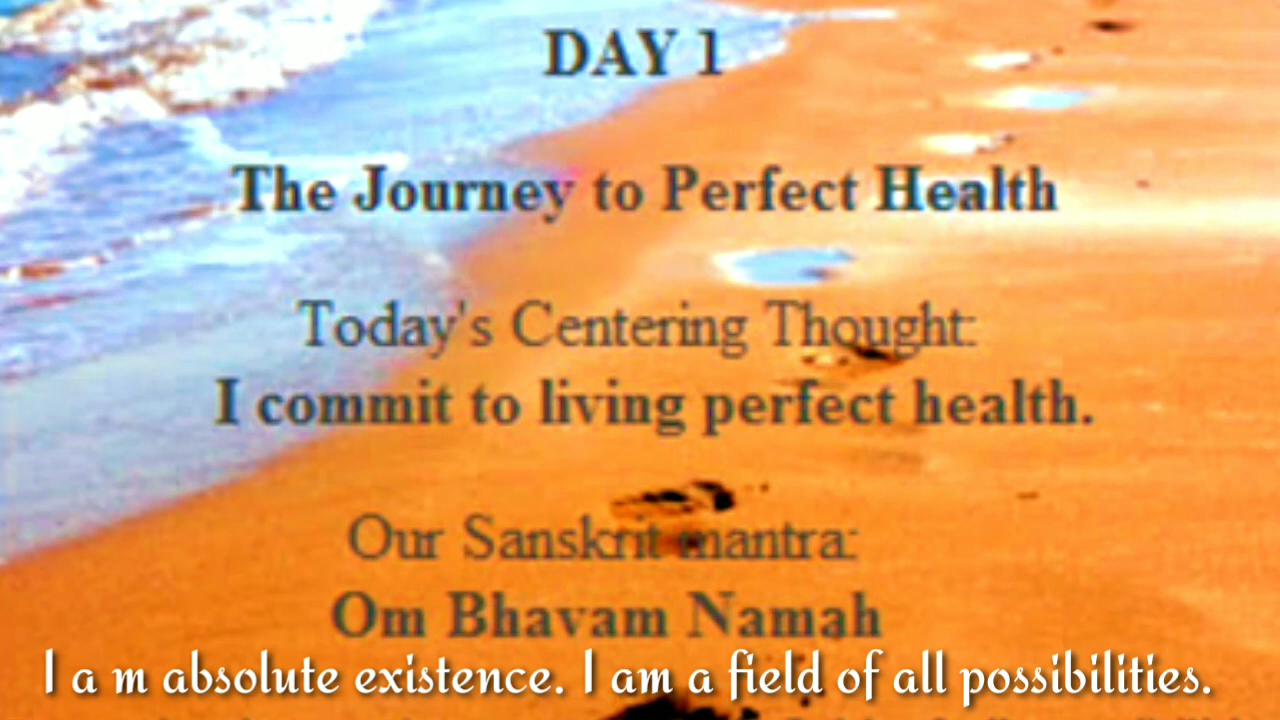 DAY 1
The Journey to Perfect Health
Today's Centering Thought:
I commit to living perfect health.
Our Sanskrit mantra:
Om Bhavam Namah
I a m absolute existence. I am a field of all possibilities.